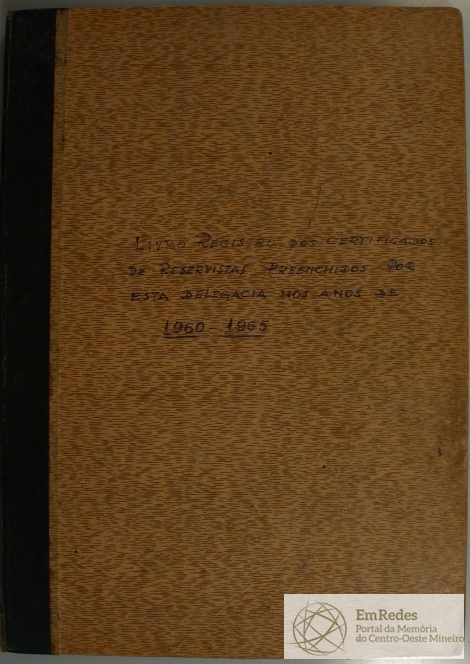 LIVRO REGISTRO DOS CERTIFICADOS
DE RESERVISTAS PREENCHIDOS POR
ESTA DELEGACIA NOS ANOS DE
1960 - 1965
EmRedes
Portal da Memória
do Centro-Oeste Mineiro